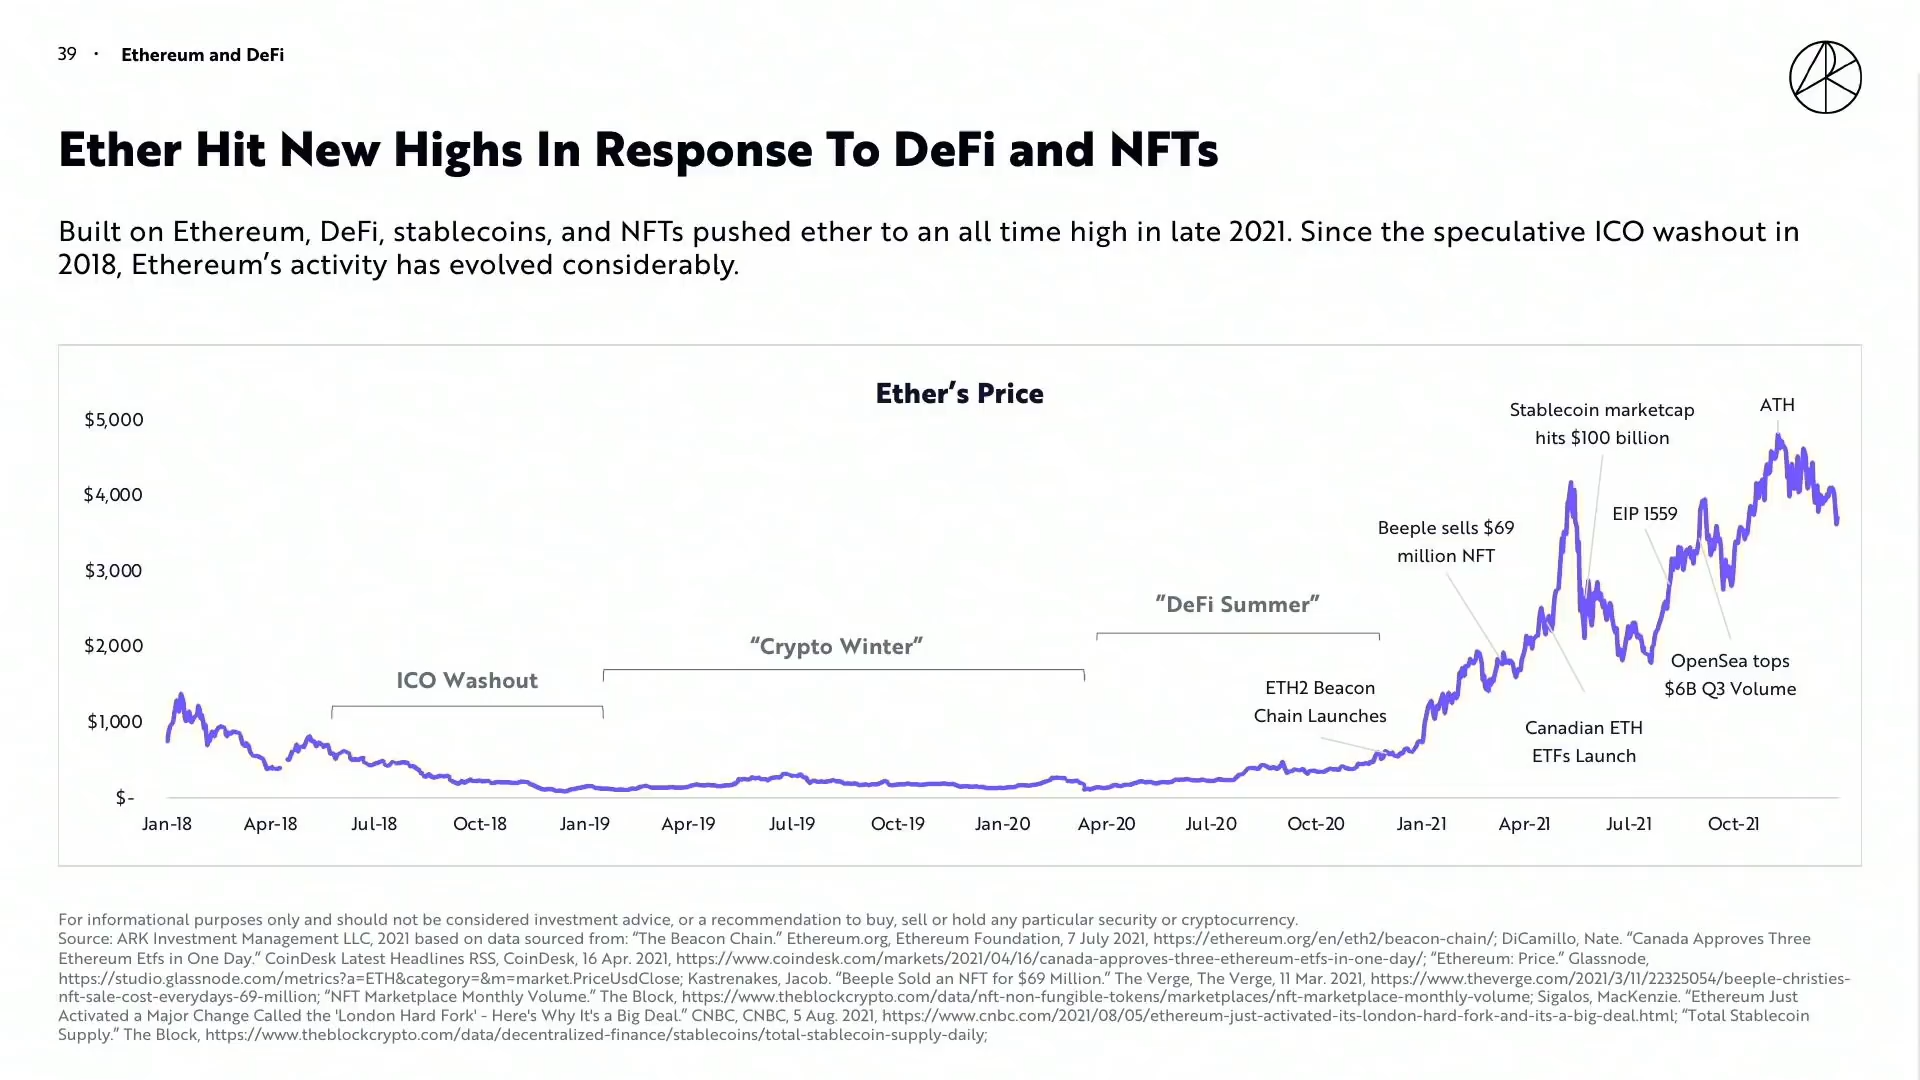 39 · Ethereum and DeFi
Ether Hit New Highs In Response To DeFi and NFTs
Built on Ethereum, DeFi, stablecoins, and NFTs pushed ether to an all time high in late 2021. Since the speculative ICO washout in
2018, Ethereum's activity has evolved considerably.
Ether's Price
$5,000
$4,000
$3,000
$2,000
$1,000
$-
ICO Washout
“Crypto Winter”
”DeFi Summer”
ETH2 Beacon
Chain Launches
Beeple sells $69
million NFT
Stablecoin marketcap
hits $100 billion
Canadian ETH
ETFs Launch
EIP 1559
OpenSea tops
$6B Q3 Volume
ATH
Jan-18 Apr-18 Jul-18 Oct-18 Jan-19 Apr-19 Jul-19 Oct-19 Jan-20 Apr-20 Jul-20 Oct-20 Jan-21 Apr-21 Jul-21 Oct-21
For informational purposes only and should not be considered investment advice, or a recommendation to buy, sell or hold any particular security or cryptocurrency.
Source: ARK Investment Management LLC, 2021 based on data sourced from: “The Beacon Chain.” Ethereum.org, Ethereum Foundation, 7 July 2021, https://ethereum.org/en/eth2/beacon-chain/; DiCamillo, Nate. “Canada Approves Three
Ethereum Etfs in One Day.” CoinDesk Latest Headlines RSS, CoinDesk, 16 Apr. 2021, https://www.coindesk.com/markets/2021/04/16/canada-approves-three-ethereum-etfs-in-one-day/; “Ethereum: Price.” Glassnode,
https://studio.glassnode.com/metrics?a=ETH&category=&m=market.PriceUsdClose; Kastrenakes, Jacob. “Beeple Sold an NFT for $69 Million.” The Verge, The Verge, 11 Mar. 2021, https://www.theverge.com/2021/3/11/22325054/beeple-christies-
nft-sale-cost-everydays-69-million; “NFT Marketplace Monthly Volume.” The Block, https://www.theblockcrypto.com/data/nft-non-fungible-tokens/marketplaces/nft-marketplace-monthly-volume; Sigalos, MacKenzie. “Ethereum Just
Activated a Major Change Called the 'London Hard Fork' - Here's Why It's a Big Deal.” CNBC, CNBC, 5 Aug. 2021, https://www.cnbc.com/2021/08/05/ethereum-just-activated-its-london-hard-fork-and-its-a-big-deal.html; “Total Stablecoin
Supply.” The Block, https://www.theblockcrypto.com/data/decentralized-finance/stablecoins/total-stablecoin-supply-daily;